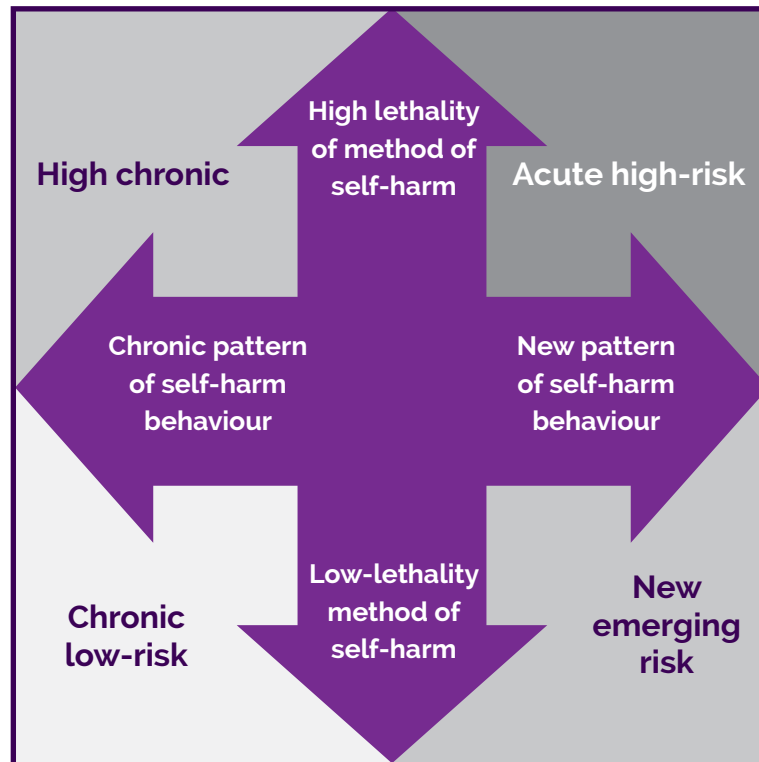 High lethality
of method of
self-harm
High chronic
Acute high-risk
Chronic pattern
of self-harm
behaviour
New pattern
of self-harm
behaviour
Low-lethality
method of
self-harm
Chronic
low-risk
New
emerging
risk